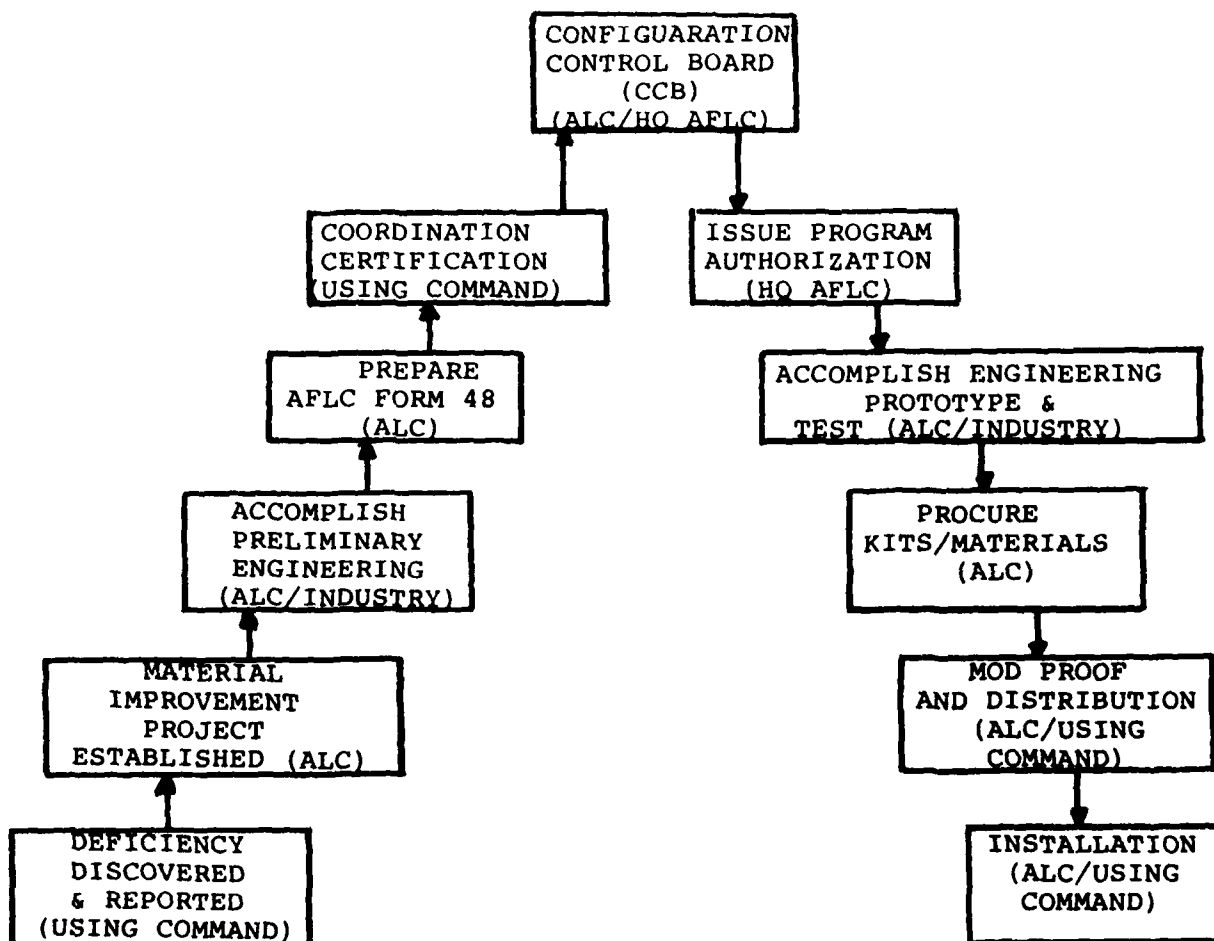 CONFIGUARATION
CONTROL BOARD
(CCB)
(ALC/HQ AFLC)
COORDINATION
CERTIFICATION
(USING COMMAND)
ISSUE PROGRAM
AUTHORIZATION
(HQ AFLC)
PREPARE
AFLC FORM 48
(ALC)
ACCOMPLISH ENGINEERING
PROTOTYPE &
TEST (ALC/INDUSTRY)
ACCOMPLISH
PRELIMINARY
ENGINEERING
(ALC/INDUSTRY)
PROCURE
KITS/MATERIALS
(ALC)
MATERIAL
IMPROVEMENT
PROJECT
ESTABLISHED (ALC)
MOD PROOF
AND DISTRIBUTION
(ALC/USING
COMMAND)
DEFICIENCY
DISCOVERED
& REPORTED
(USING COMMAND)
INSTALLATION
(ALC/USING
COMMAND)